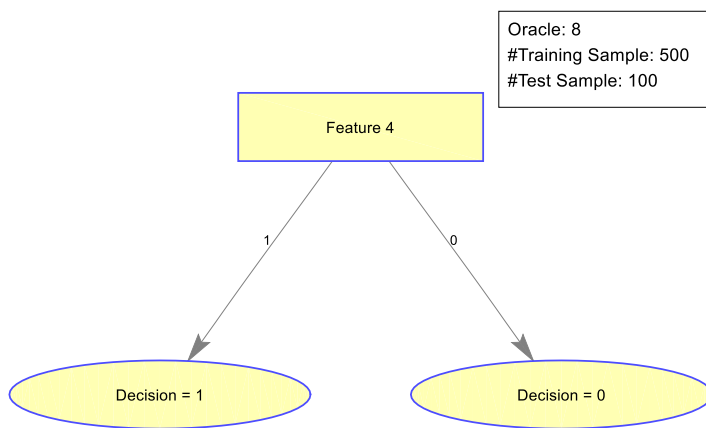 Oracle: 8
#Training Sample: 500
#Test Sample: 100
Feature 4
1
0
Decision = 1
Decision = 0